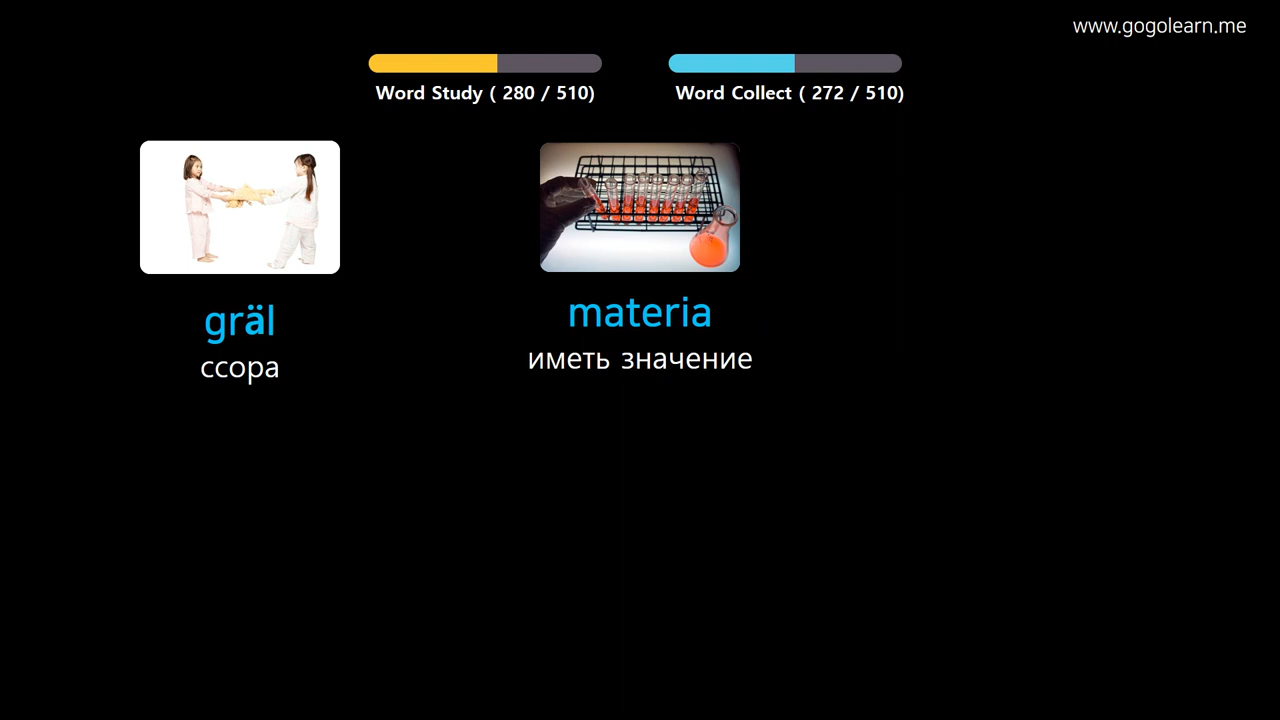 www.gogolearn.me
Word Study ( 280 / 510)
Word Collect ( 272 / 510)
gräl
ссора
materia
иметь значение